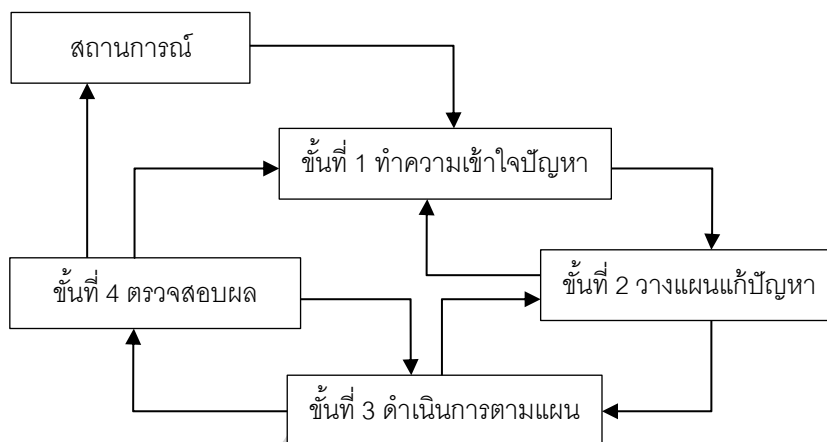 สถานการณ์
ขั้นที่ 1 ทำความเข้าใจปัญหา
ขั้นที่ 2 วางแผนแก้ปัญหา
ขั้นที่ 4 ตรวจสอบผล
ขั้นที่ 3 ดำเนินการตามแผน